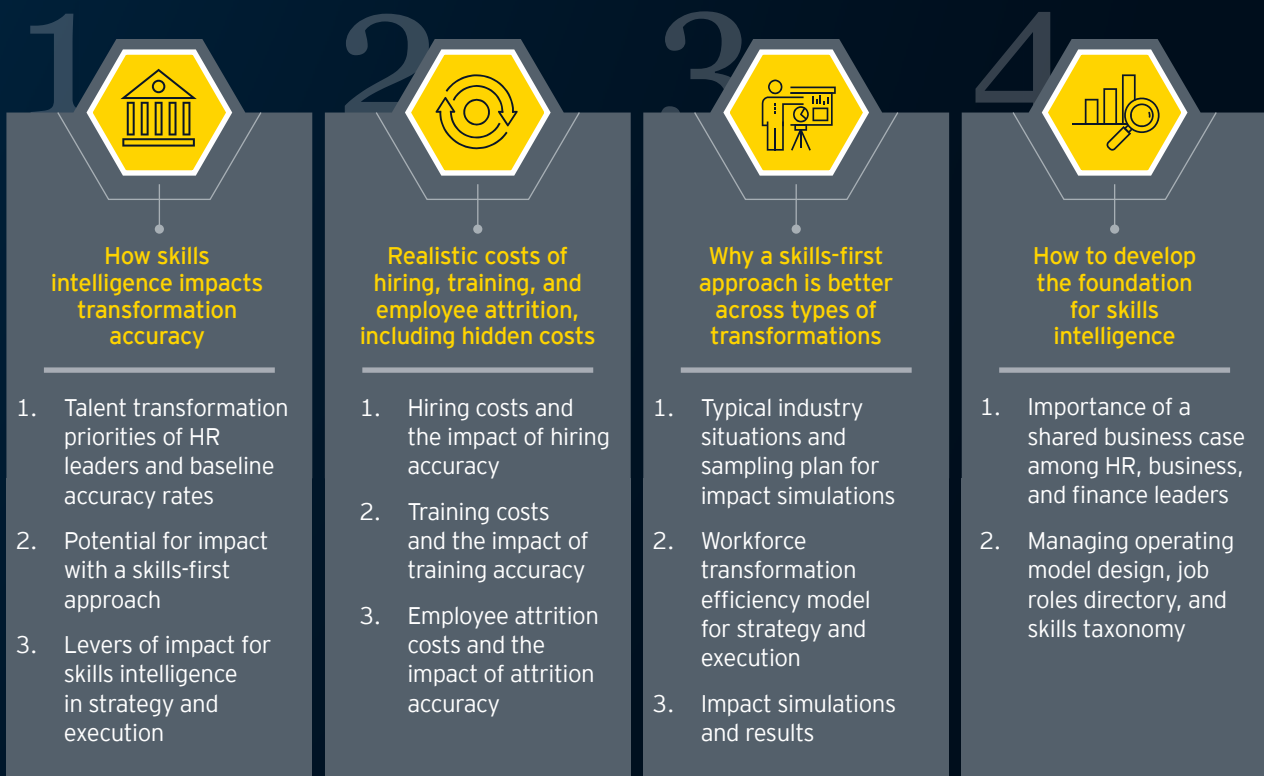 1
How skills
intelligence impacts
transformation
accuracy
1. Talent transformation
priorities of HR
leaders and baseline
accuracy rates
2. Potential for impact
with a skills-first
approach
3. Levers of impact for
skills intelligence
in strategy and
execution
2
Realistic costs of
hiring, training, and
employee attrition,
including hidden costs
1. Hiring costs and
the impact of hiring
accuracy
2. Training costs
and the impact of
training accuracy
3. Employee attrition
costs and the
impact of attrition
accuracy
3
Why a skills-first
approach is better
across types of
transformations
1. Typical industry
situations and
sampling plan for
impact simulations
2. Workforce
transformation
efficiency model
for strategy and
execution
3. Impact simulations
and results
4
How to develop
the foundation
for skills
intelligence
1. Importance of a
shared business case
among HR, business,
and finance leaders
2. Managing operating
model design, job
roles directory, and
skills taxonomy